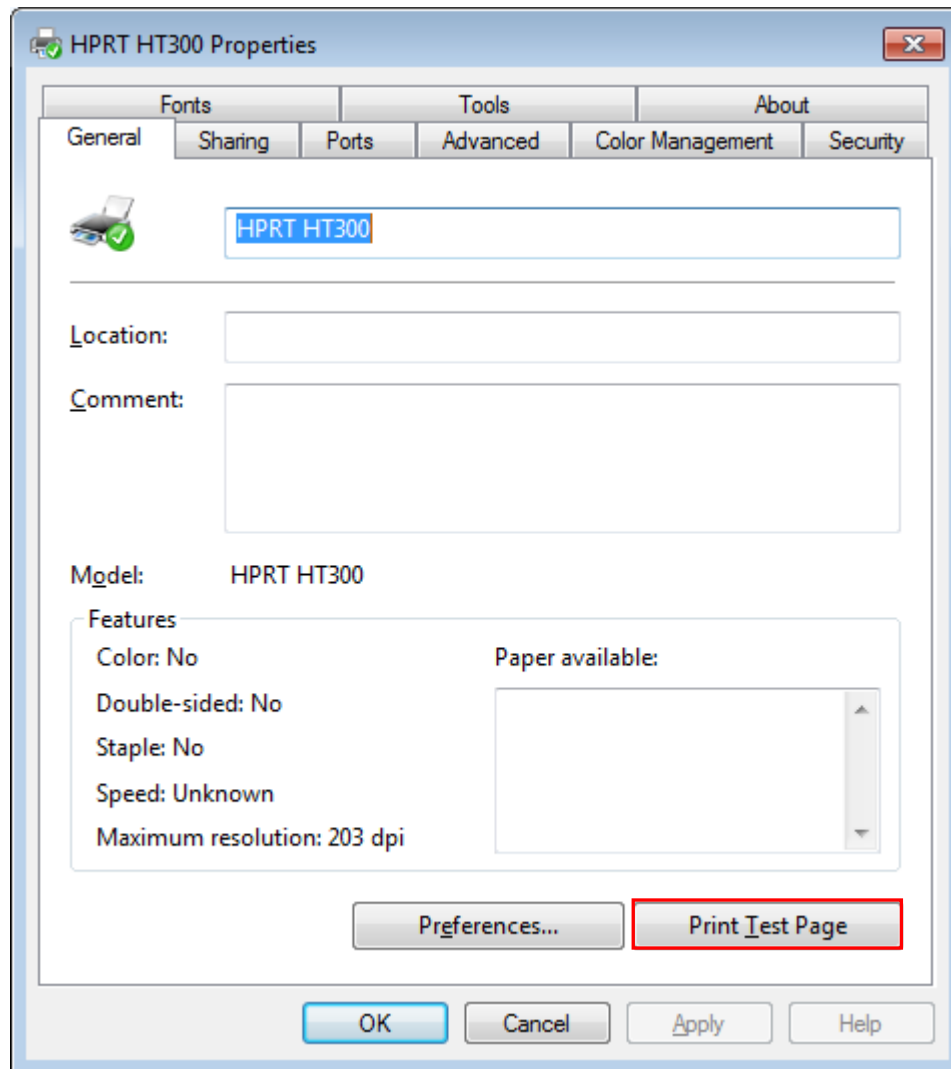 HPRT HT300 Properties
Fonts Tools About
General Sharing Ports Advanced Color Management Security
HPRT HT300
Location:
Comment:
Model: HPRT HT300
Features
Color: No Paper available:
Double-sided: No
Staple: No
Speed: Unknown
Maximum resolution: 203 dpi
Preferences... Print Test Page
OK Cancel Apply Help